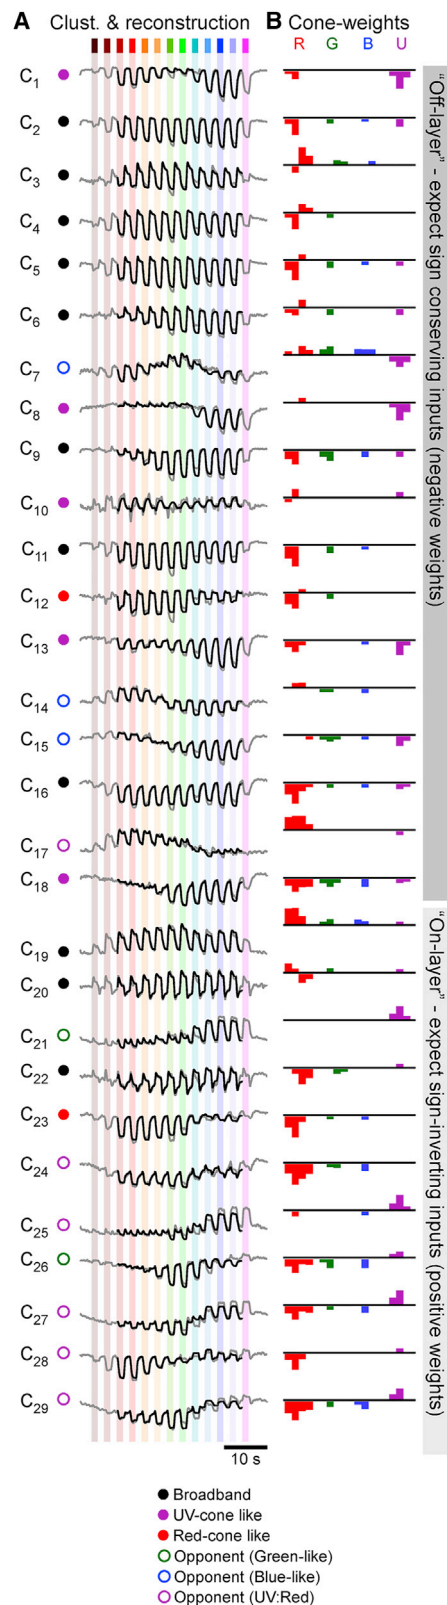 A Clust. & reconstruction
B Cone-weights
R G B U
C1
C2
C3
C4
C5
C6
C7
C8
C9
C10
C11
C12
C13
C14
C15
C16
C17
C18
C19
C20
C21
C22
C23
C24
C25
C26
C27
C28
C29
"Off-layer" - expect sign conserving inputs (negative weights)
"On-layer" - expect sign-inverting inputs (positive weights)
10 s
Broadband
UV-cone like
Red-cone like
Opponent (Green-like)
Opponent (Blue-like)
Opponent (UV:Red)